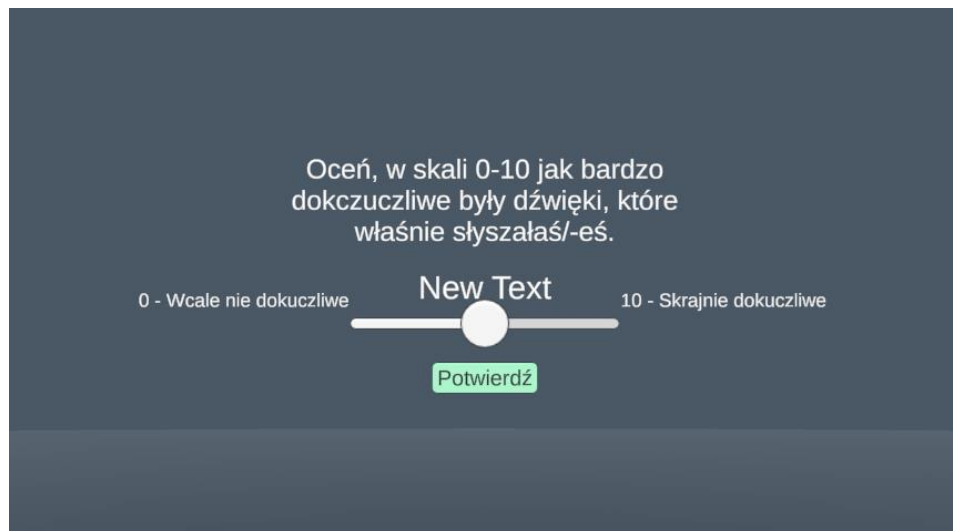 Oceń, w skali 0-10 jak bardzo
dokczuczliwe były dźwięki, które
właśnie słyszałaś/-eś.
New Text
0 - Wcale nie dokuczliwe
10 - Skrajnie dokuczliwe
Potwierdź